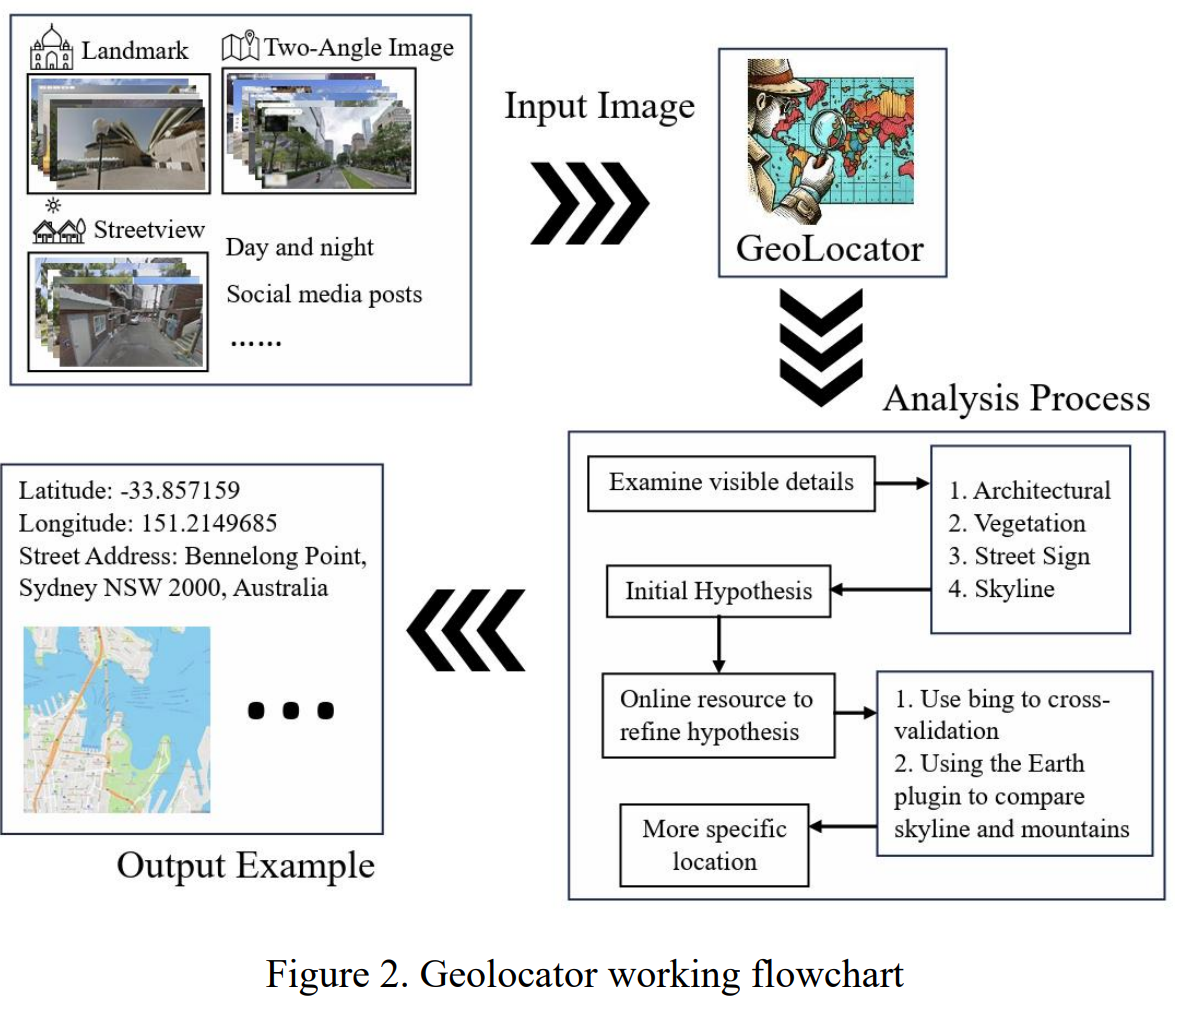 Landmark
Two-Angle Image
Streetview
Day and night
Social media posts
......
Input Image
GeoLocator
Analysis Process
Examine visible details
1. Architectural
2. Vegetation
3. Street Sign
4. Skyline
Initial Hypothesis
Online resource to
refine hypothesis
1. Use bing to cross-
validation
2. Using the Earth
plugin to compare
skyline and mountains
More specific
location
Latitude: -33.857159
Longitude: 151.2149685
Street Address: Bennelong Point,
Sydney NSW 2000, Australia
Output Example
Figure 2. Geolocator working flowchart